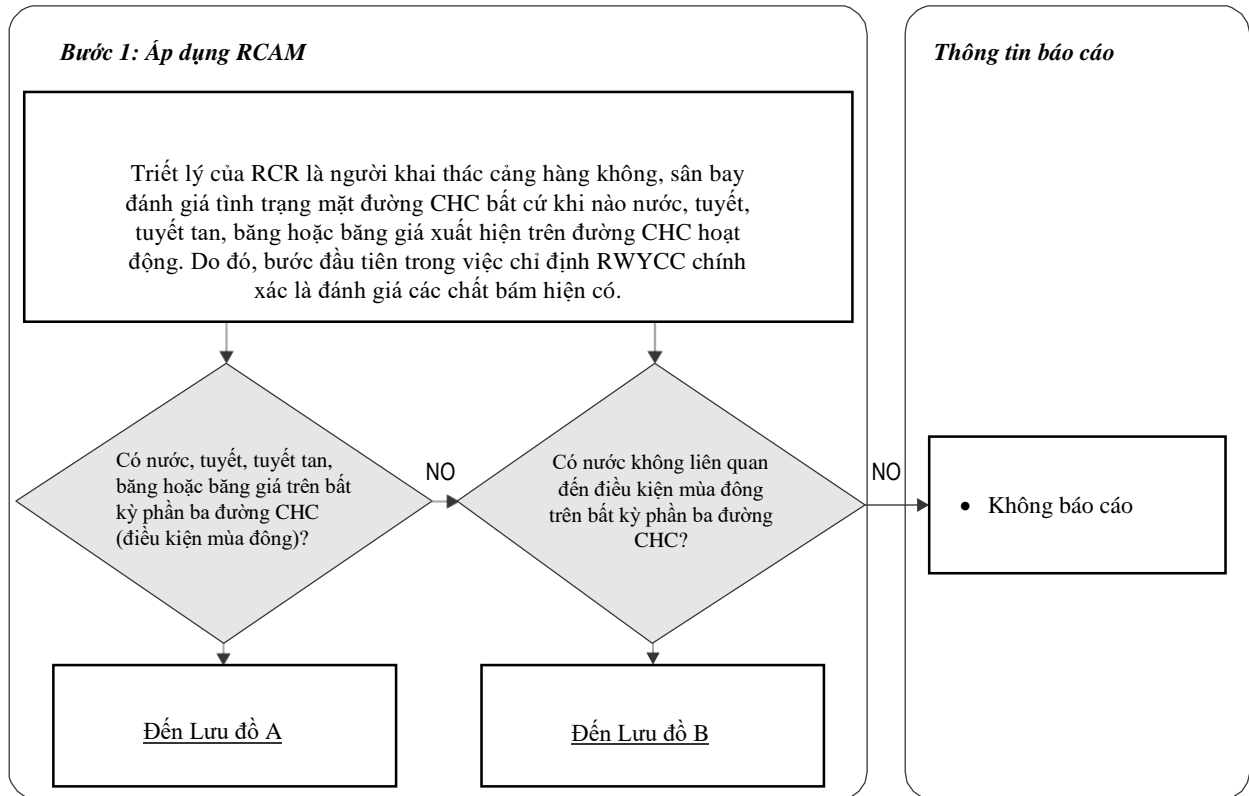 Bước 1: Áp dụng RCAM
Thông tin báo cáo
Triết lý của RCR là người khai thác cảng hàng không, sân bay
đánh giá tình trạng mặt đường CHC bất cứ khi nào nước, tuyết,
tuyết tan, băng hoặc băng giá xuất hiện trên đường CHC hoạt
động. Do đó, bước đầu tiên trong việc chỉ định RWYCC chính
xác là đánh giá các chất bám hiện có.
Có nước, tuyết, tuyết tan,
băng hoặc băng giá trên bất
kỳ phần ba đường CHC
(điều kiện mùa đông)?
NO
Có nước không liên quan
đến điều kiện mùa đông
trên bất kỳ phần ba đường
CHC?
NO
• Không báo cáo
Đến Lưu đồ A
Đến Lưu đồ B